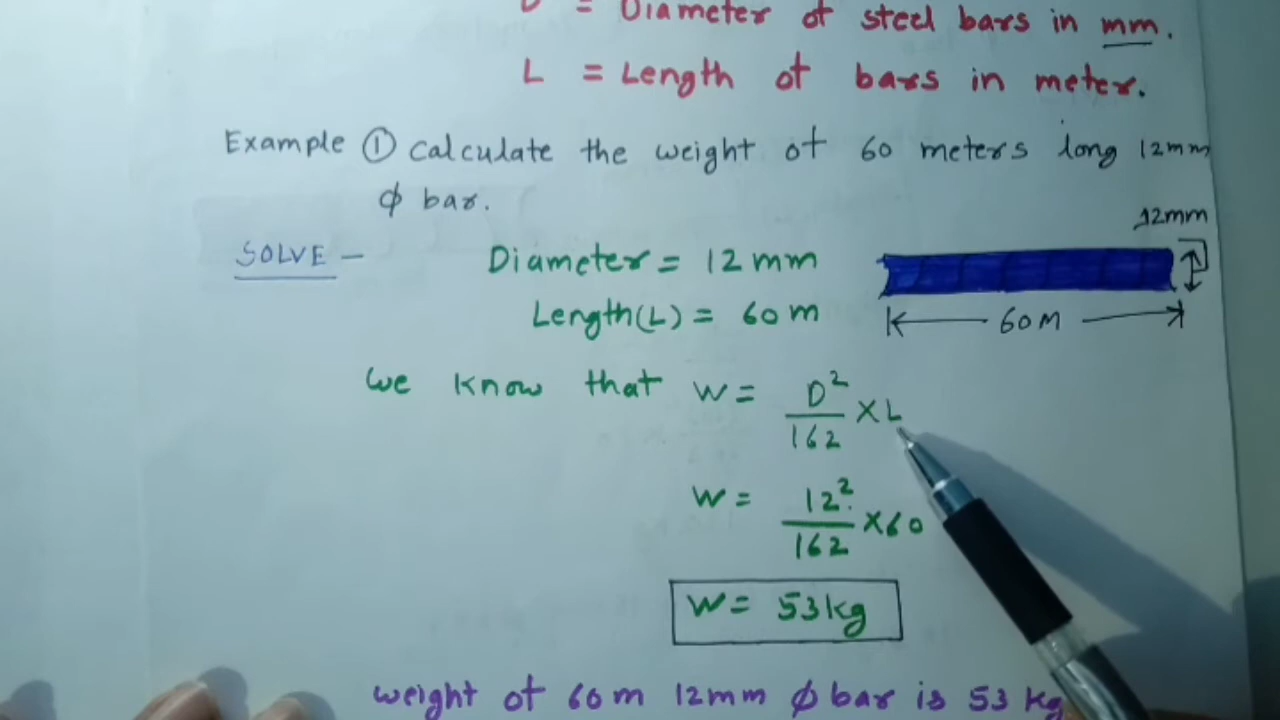 D = Diameter of steel bars in mm.
L = Length of bars in meter.
Example ① Calculate the weight of 60 meters long 12mm
ϕ bar.
12mm
SOLVE - Diameter = 12 mm
Length(L) = 60 m
60M
We know that W = D²/162 × L
W = 12²/162 × 60
W = 53kg
weight of 60m 12mm ϕ bar is 53 kg